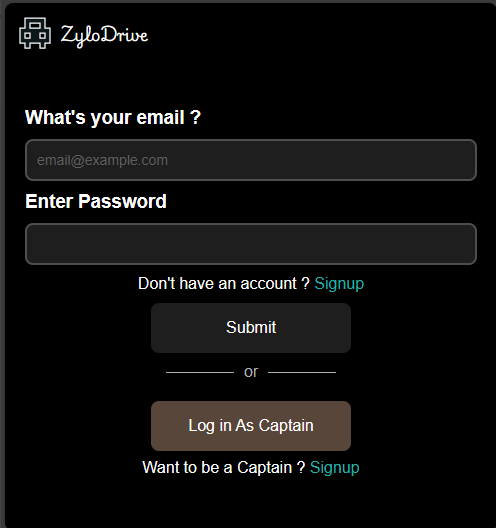 ZyloDrive
What's your email ?
email@example.com
Enter Password
Don't have an account ? Signup
Submit
or
Log in As Captain
Want to be a Captain ? Signup